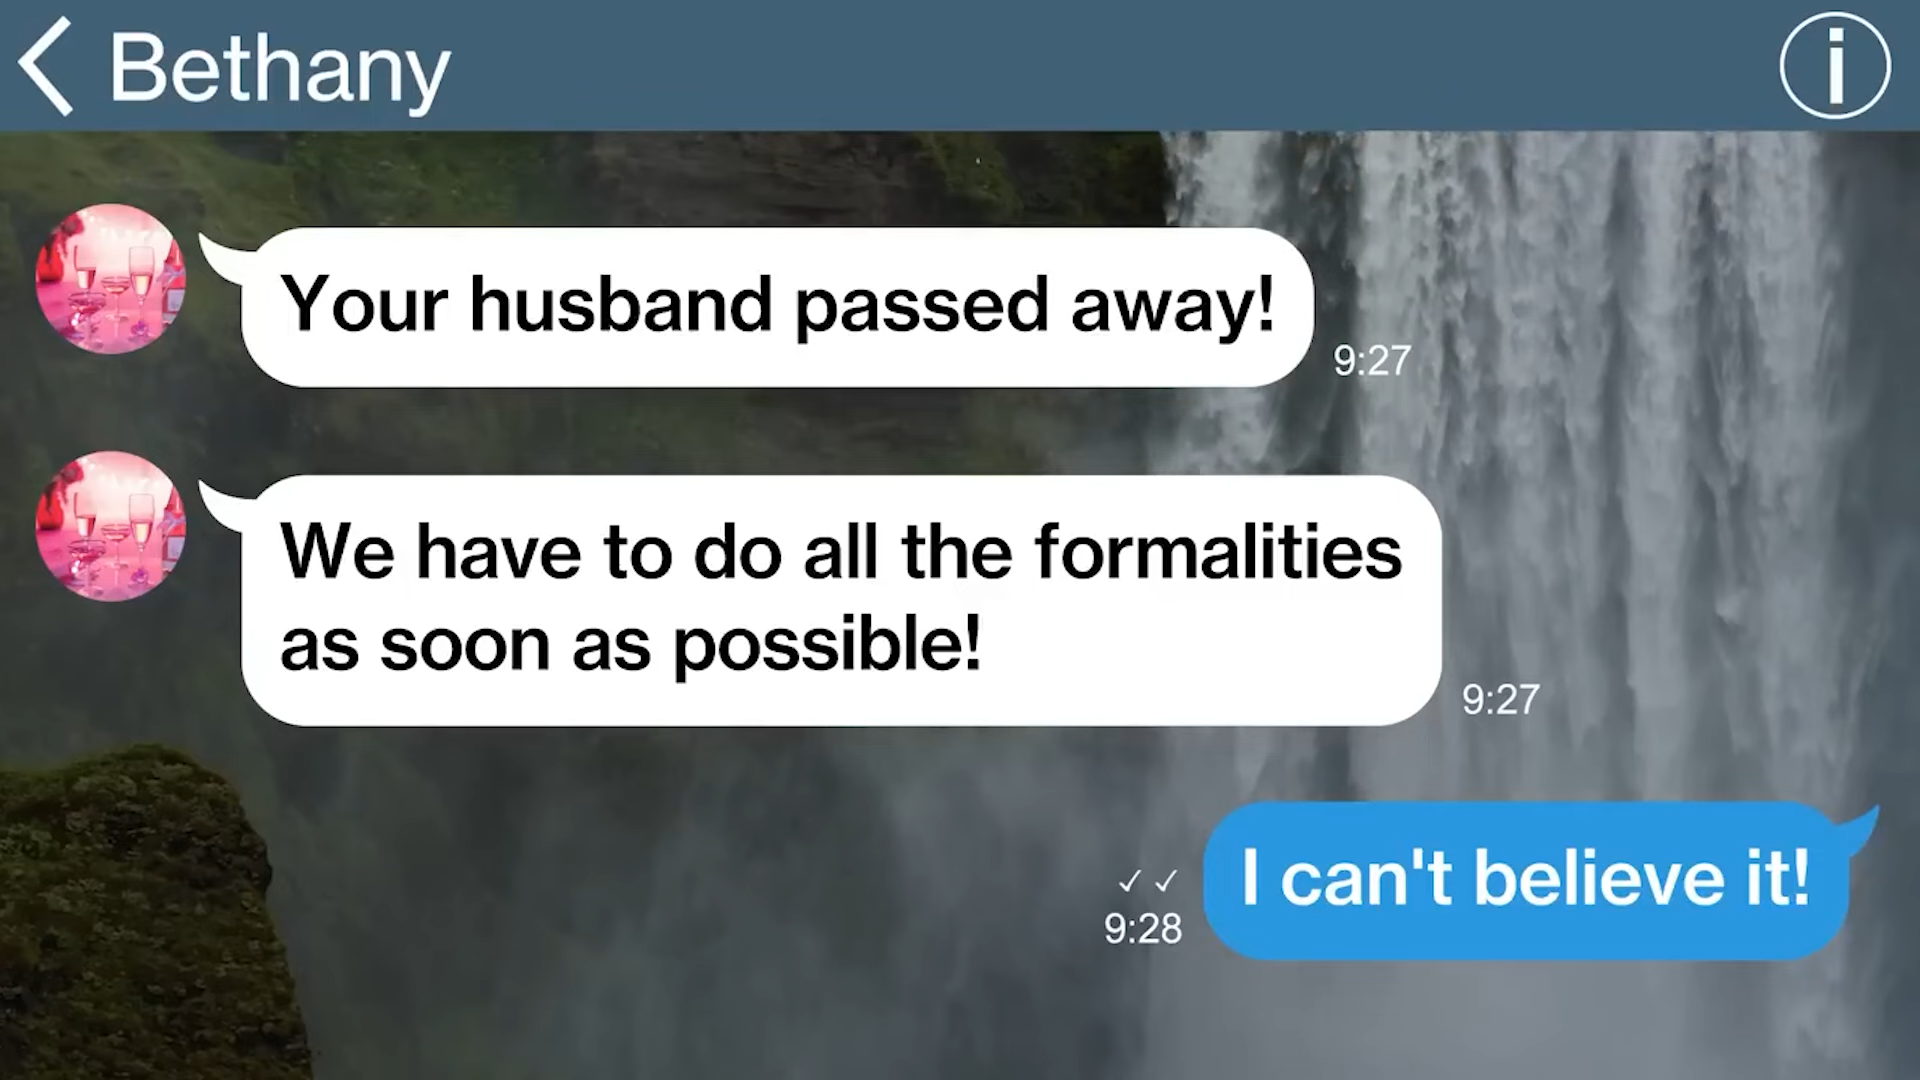 Bethany
Your husband passed away!
9:27
We have to do all the formalities
as soon as possible!
9:27
I can't believe it!
9:28